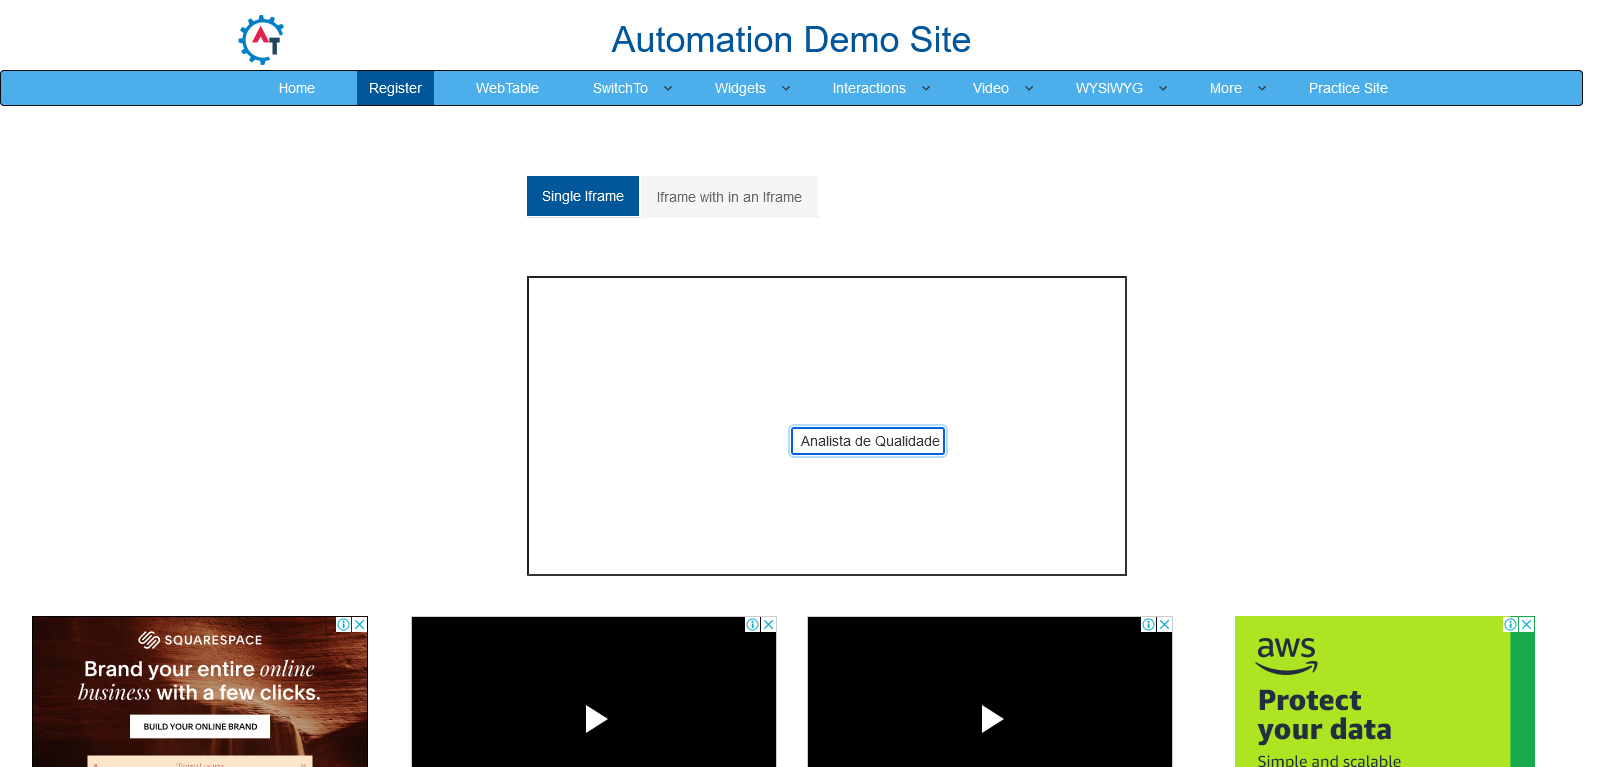 AT
Automation Demo Site
Home Register WebTable SwitchTo Widgets Interactions Video WYSIWYG More Practice Site
Single Iframe Iframe with in an Iframe
Analista de Qualidade
SQUARESPACE
Brand your entire online
business with a few clicks.
BUILD YOUR ONLINE BRAND
aws
Protect
your data
Simple and scalable